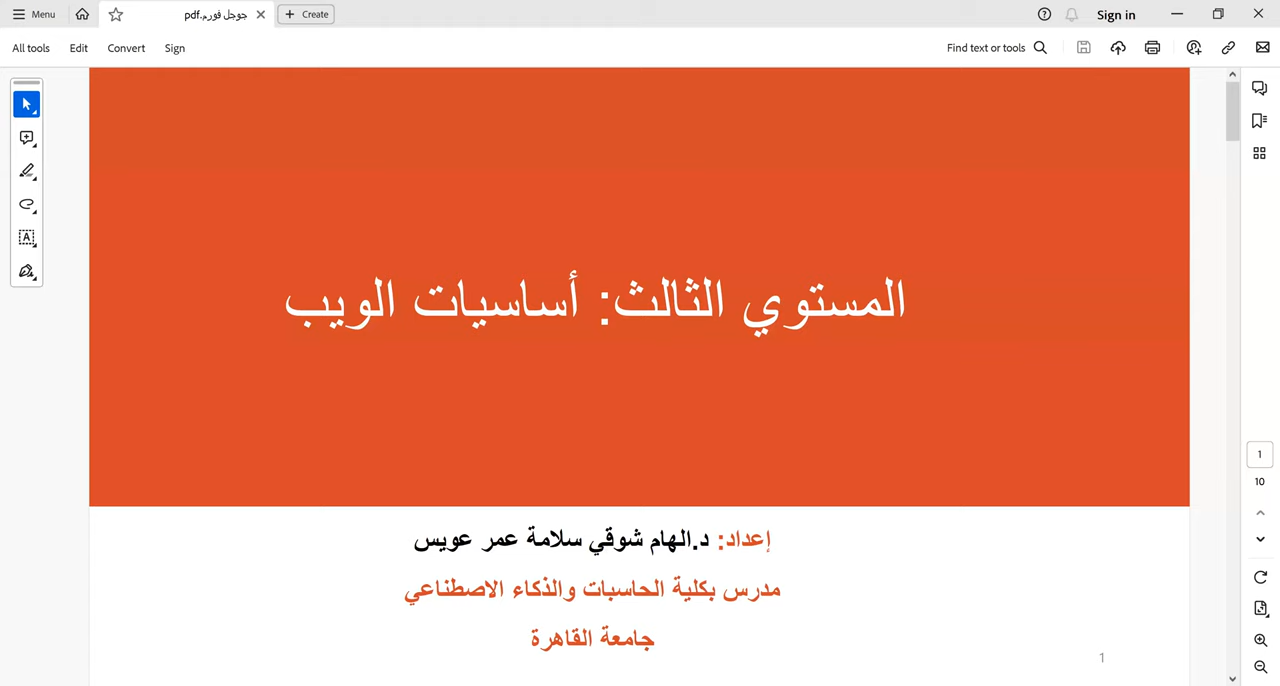 Menu
جوجل فورم.pdf
Create
Sign in
All tools Edit Convert Sign
Find text or tools
المستوي الثالث: أساسيات الويب
إعداد: د.الهام شوقي سلامة عمر عويس
مدرس بكلية الحاسبات والذكاء الاصطناعي
جامعة القاهرة
1
1
10